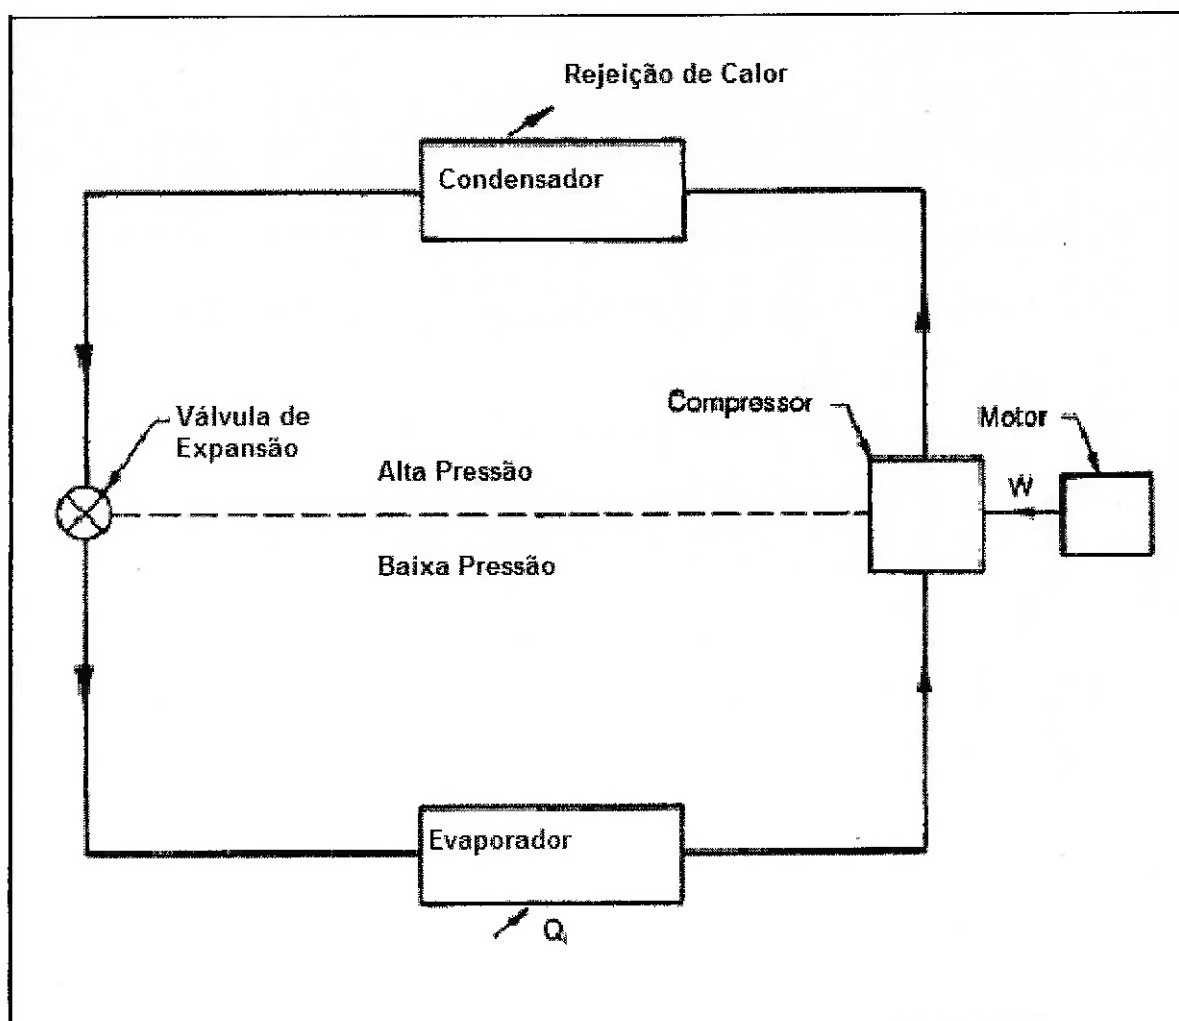 Rejeição de Calor
Condensador
Compressor
Motor
Válvula de
Expansão
Alta Pressão
W
Baixa Pressão
Evaporador
Q